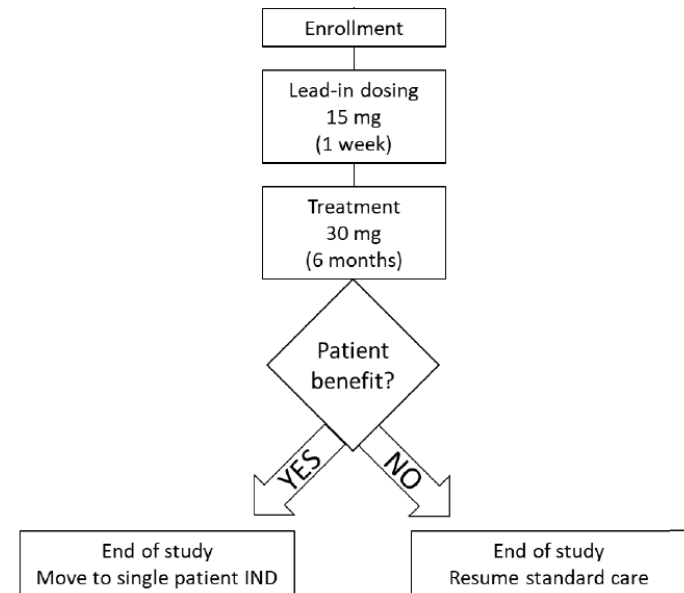 Enrollment
Lead-in dosing
15 mg
(1 week)
Treatment
30 mg
(6 months)
Patient
benefit?
YES
NO
End of study
Move to single patient IND
End of study
Resume standard care